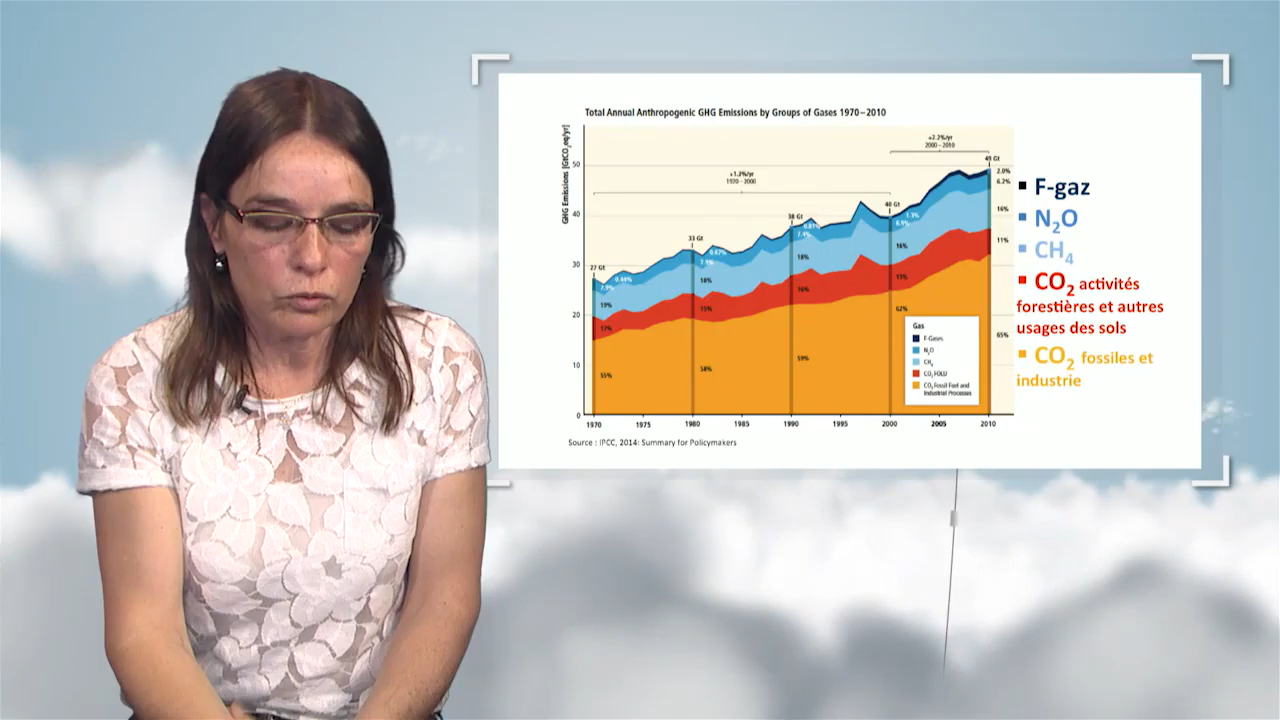 Total Annual Anthropogenic GHG Emissions by Groups of Gases 1970–2010
GHG Emissions [GtCO2eq/yr]
+2.2%/yr
2000–2010
+1.3%/yr
1970–2000
50
40
30
20
10
0
27 Gt
33 Gt
38 Gt
40 Gt
49 Gt
0.44%
7.9%
19%
17%
55%
0.67%
7.9%
18%
15%
58%
0.81%
7.4%
18%
16%
59%
1.3%
6.9%
16%
13%
62%
2.0%
6.2%
16%
11%
65%
Gas
F-Gases
N2O
CH4
CO2 FOLU
CO2 Fossil Fuel and
Industrial Processes
1970
1975
1980
1985
1990
1995
2000
2005
2010
Source : IPCC, 2014: Summary for Policymakers
F-gaz
N2O
CH4
CO2 activités
forestières et autres
usages des sols
CO2 fossiles et
industrie